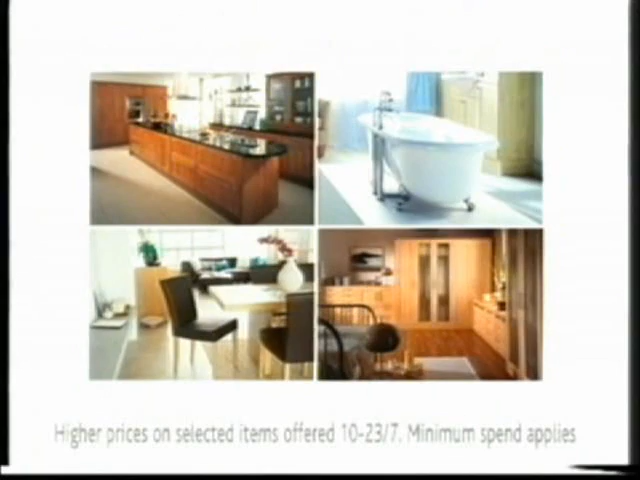 Higher prices on selected items offered 10-23/7. Minimum spend applies